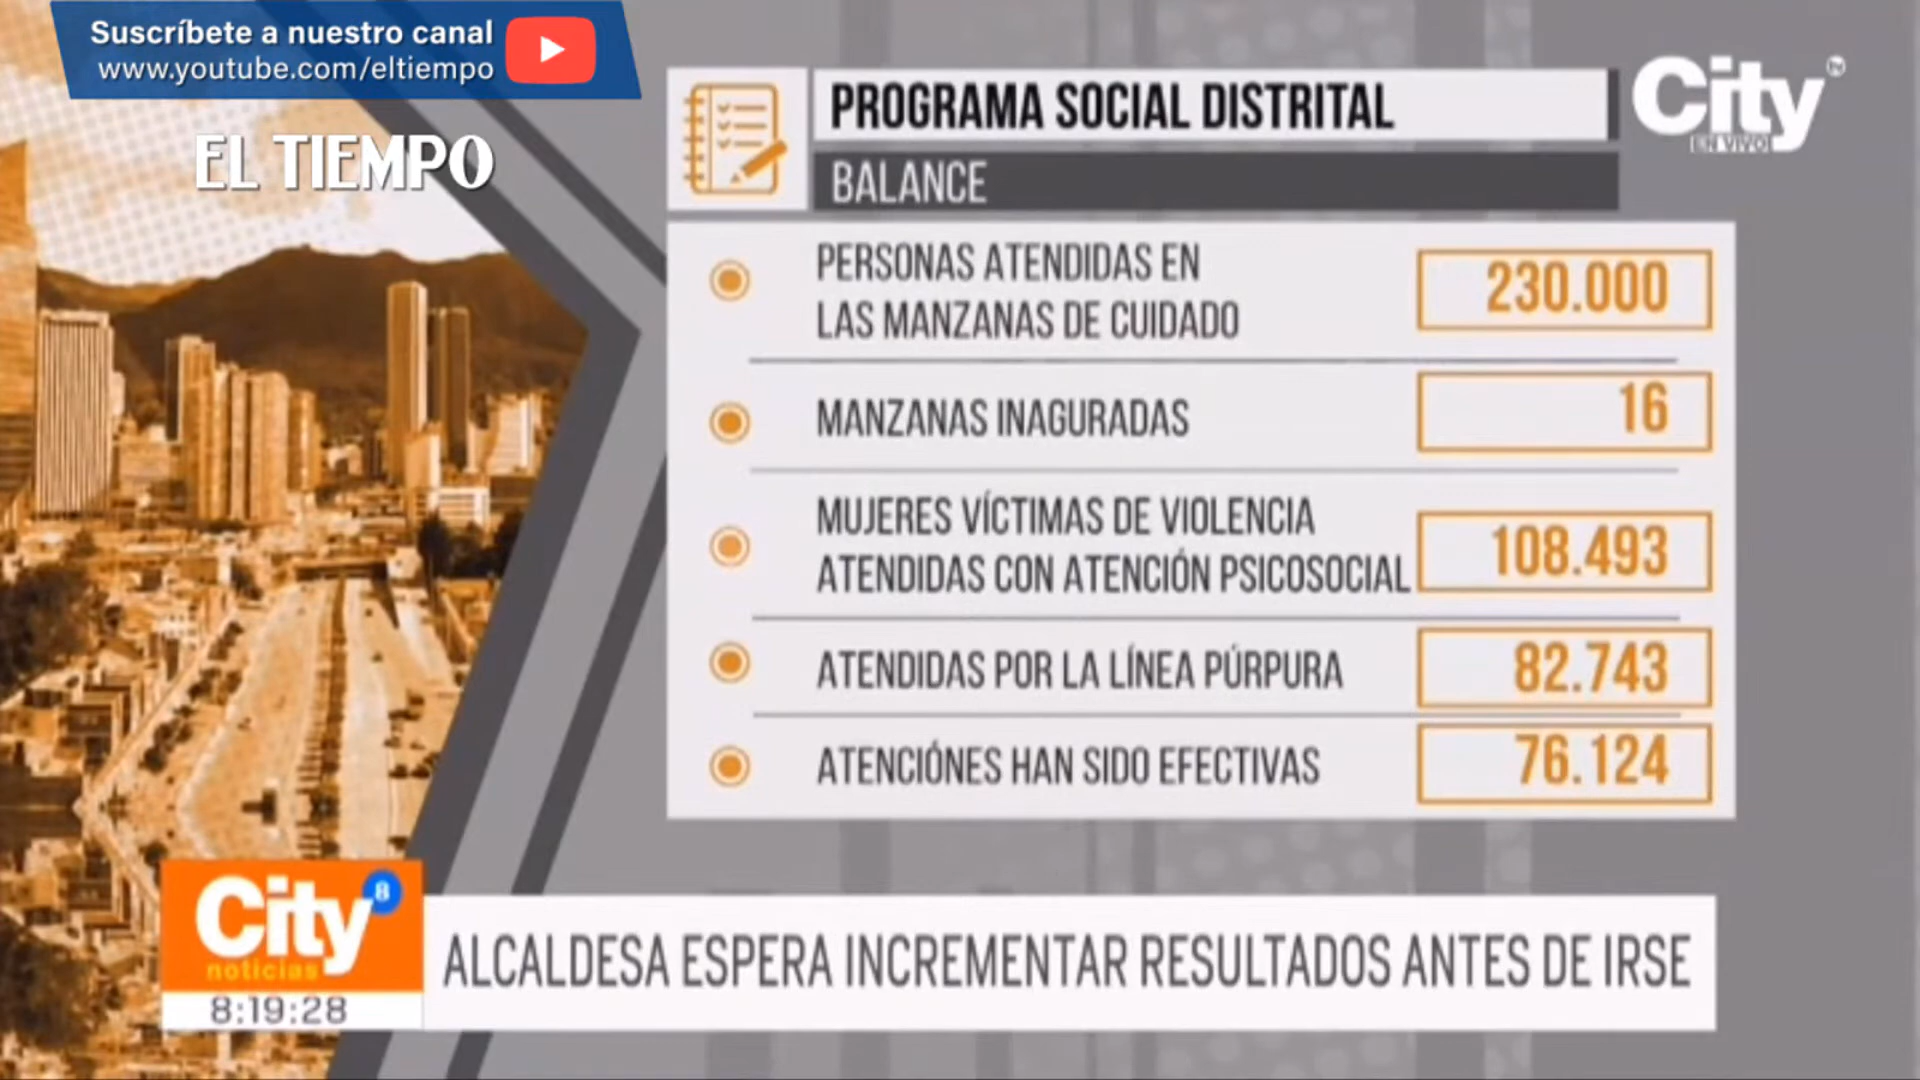 Suscríbete a nuestro canal
www.youtube.com/eltiempo
EL TIEMPO
City tv
EN VIVO
PROGRAMA SOCIAL DISTRITAL
BALANCE
PERSONAS ATENDIDAS EN
LAS MANZANAS DE CUIDADO
230.000
MANZANAS INAGURADAS
16
MUJERES VÍCTIMAS DE VIOLENCIA
ATENDIDAS CON ATENCIÓN PSICOSOCIAL
108.493
ATENDIDAS POR LA LÍNEA PÚRPURA
82.743
ATENCIÓNES HAN SIDO EFECTIVAS
76.124
City 8
noticias
8:19:28
ALCALDESA ESPERA INCREMENTAR RESULTADOS ANTES DE IRSE